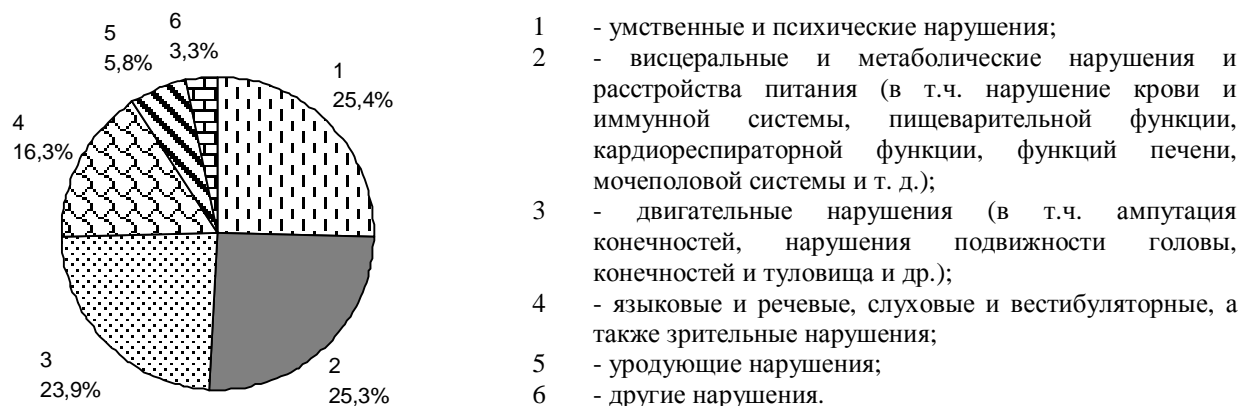 6
3,3%
5
5,8%
1
25,4%
4
16,3%
3
23,9%
2
25,3%
1 - умственные и психические нарушения;
2 - висцеральные и метаболические нарушения и
расстройства питания (в т.ч. нарушение крови и
иммунной системы, пищеварительной функции,
кардиореспираторной функции, функций печени,
мочеполовой системы и т. д.);
3 - двигательные нарушения (в т.ч. ампутация
конечностей, нарушения подвижности головы,
конечностей и туловища и др.);
4 - языковые и речевые, слуховые и вестибуляторные, а
также зрительные нарушения;
5 - уродующие нарушения;
6 - другие нарушения.